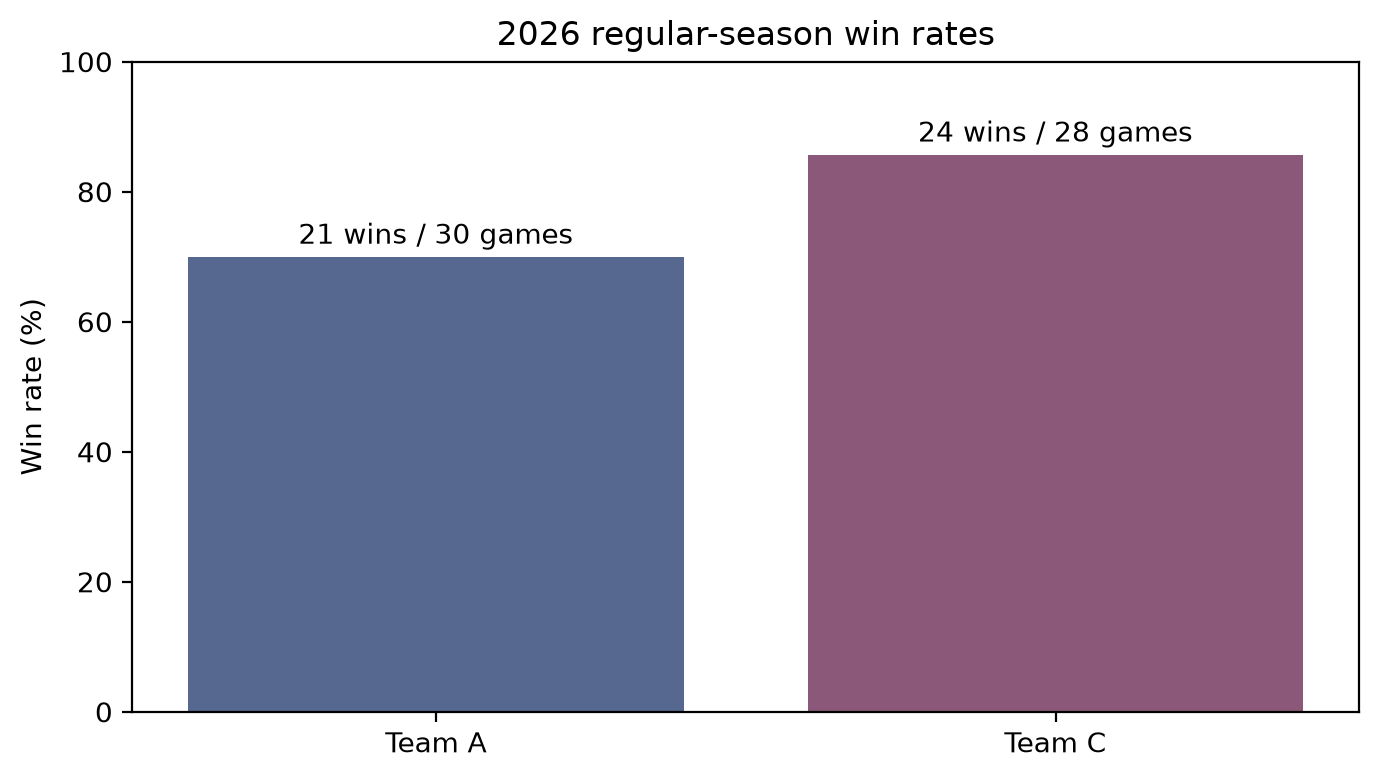 2026 regular-season win rates
100
80
60
40
20
0
Win rate (%)
21 wins / 30 games
24 wins / 28 games
Team A
Team C